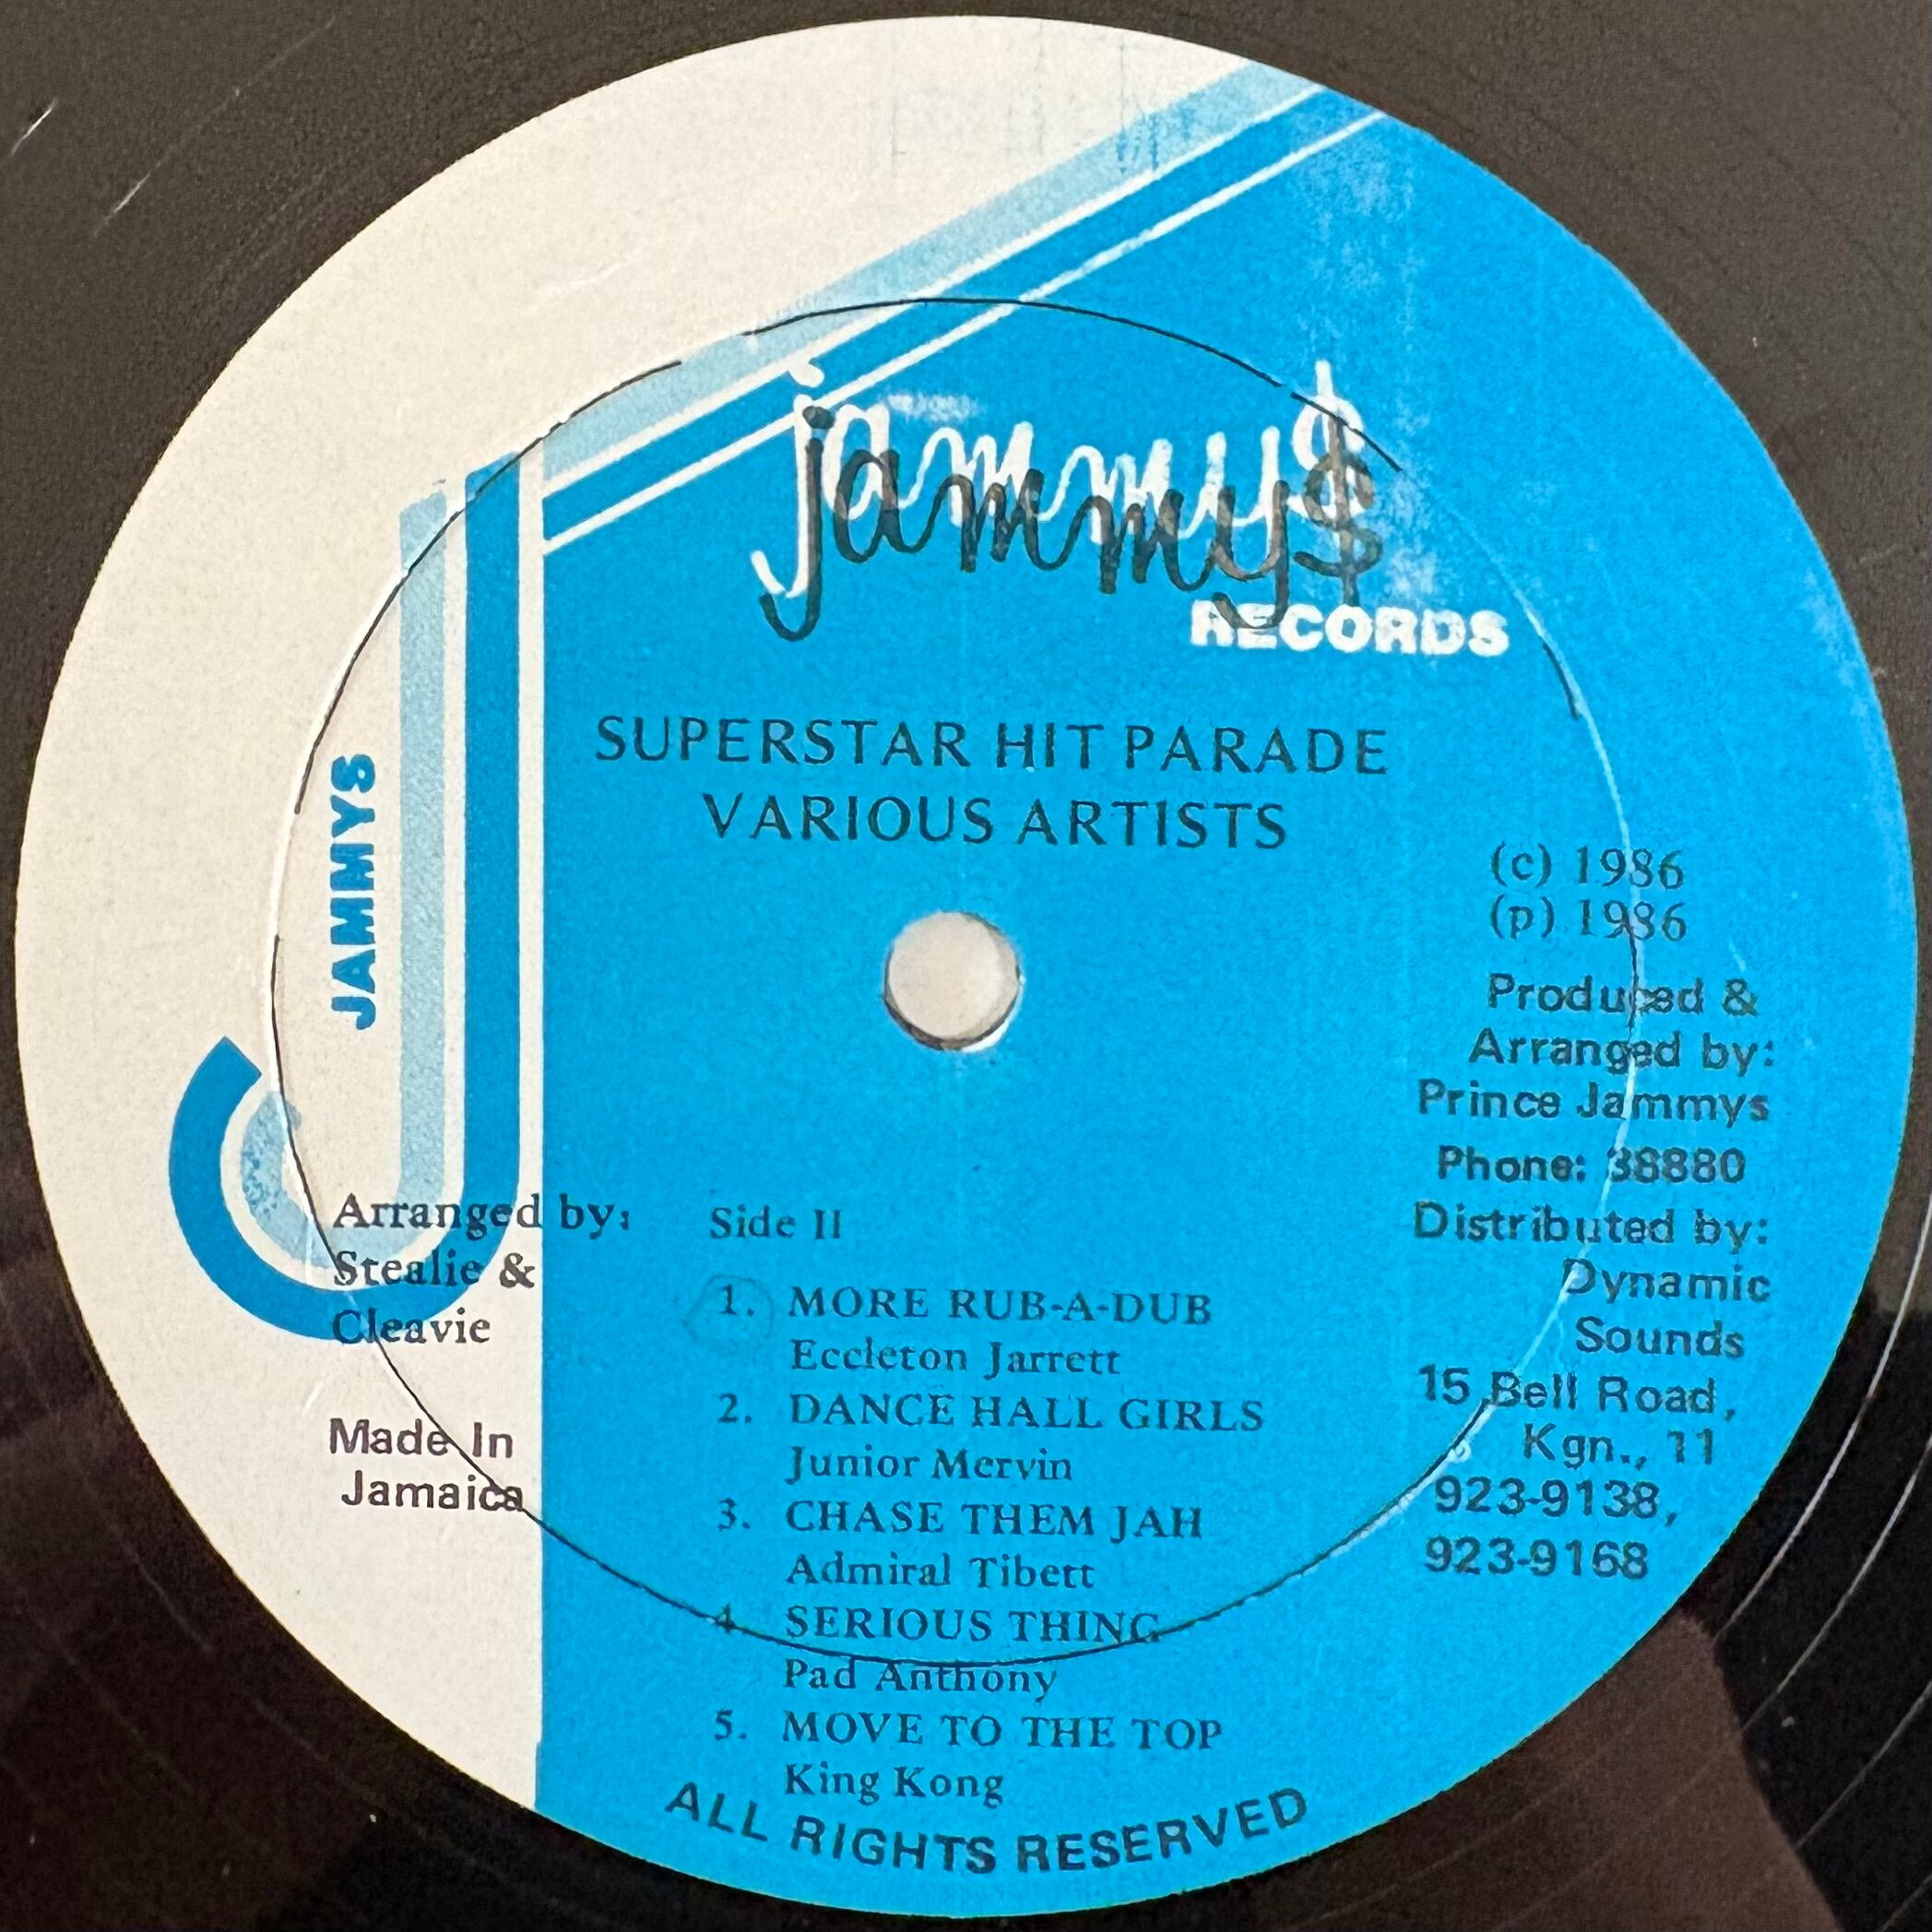 jammy$
jammy$
RECORDS
SUPERSTAR HIT PARADE
VARIOUS ARTISTS
JAMMYS
(c) 1986
(p) 1986
Produced &
Arranged by:
Prince Jammys
Phone: 36880
Distributed by:
Dynamic
Sounds
15 Bell Road,
Kgn., 11
923-9138,
923-9168
Arranged by:
Stealie &
Cleavie
Made In
Jamaica
Side II
1. MORE RUB-A-DUB
Eccleton Jarrett
2. DANCE HALL GIRLS
Junior Mervin
3. CHASE THEM JAH
Admiral Tibett
4. SERIOUS THING
Pad Anthony
5. MOVE TO THE TOP
King Kong
ALL RIGHTS RESERVED